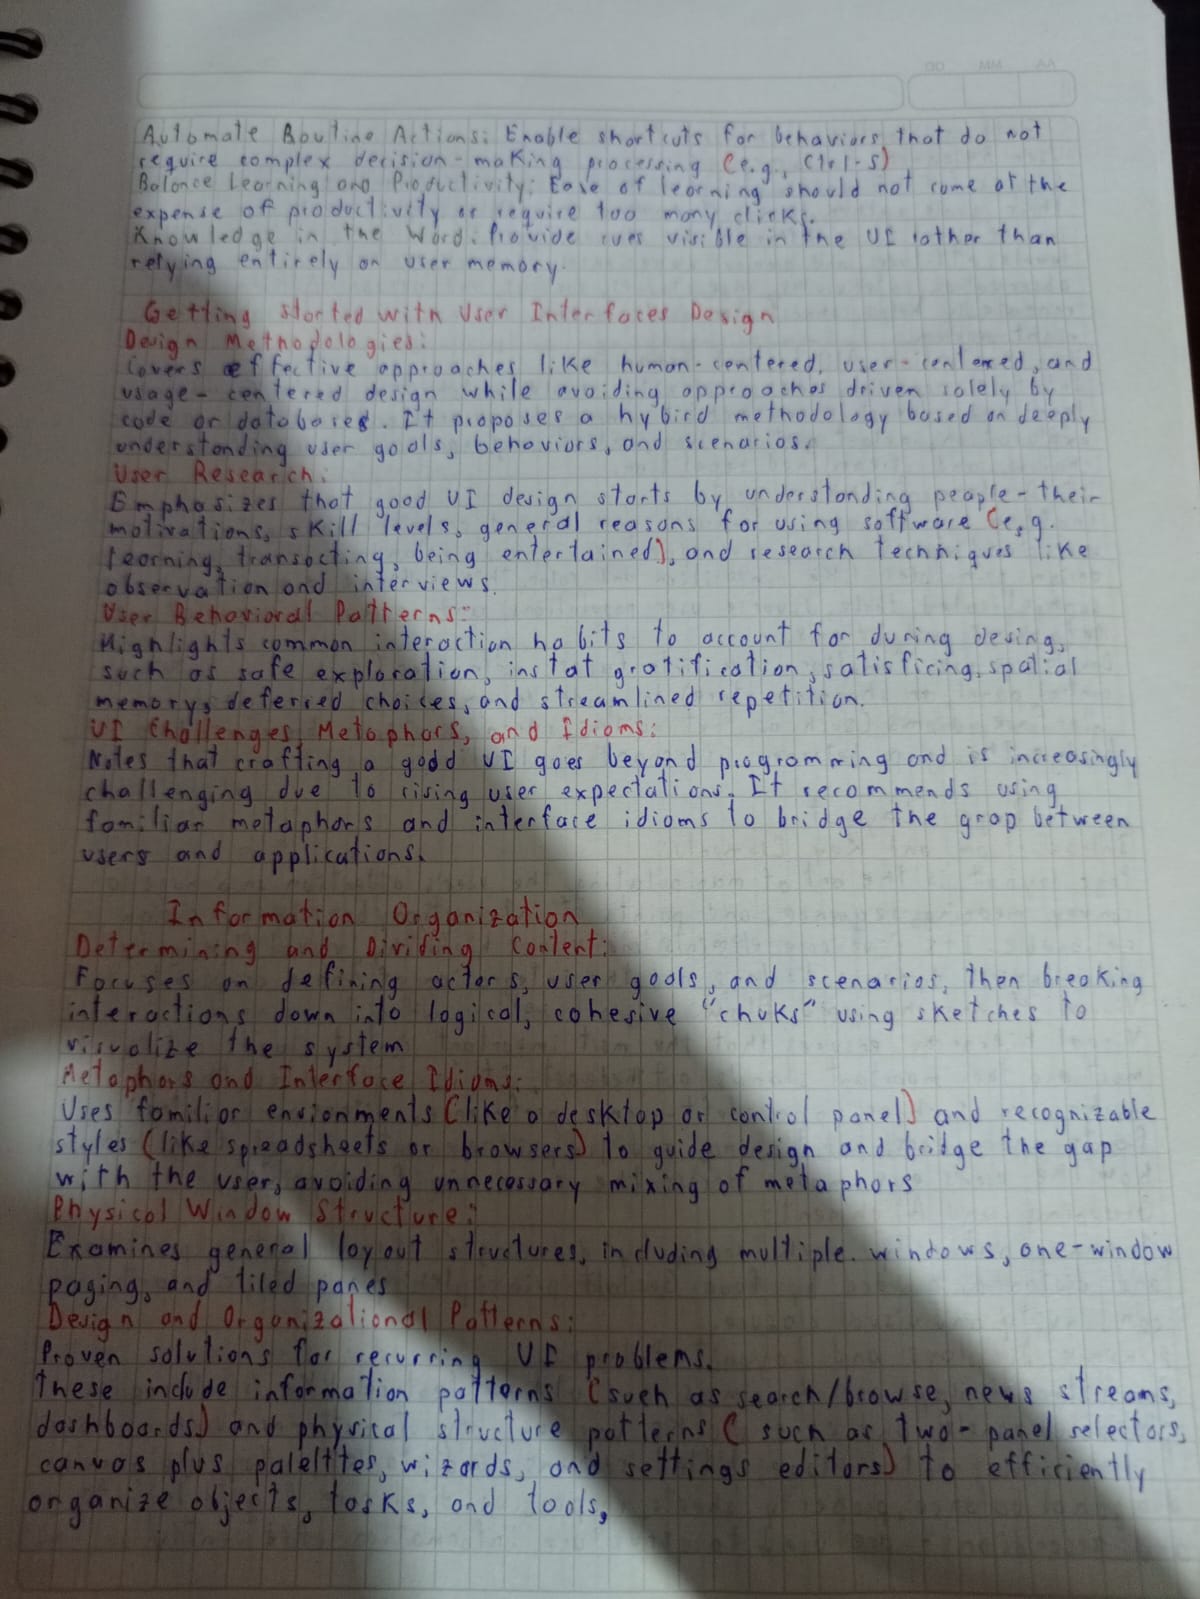 Automate Routine Actions: Enable shortcuts for behaviors that do not
require complex decision-making processing (e.g., Ctrl-S)
Balance Learning and Productivity: Ease of learning should not come at the
expense of productivity or require too many clicks.
Knowledge in the Word: Provide cues visible in the UI rather than
relying entirely on user memory.
Getting started with User Interfaces Design
Design Methodologies:
Covers effective approaches like human-centered, user-centered, and
usage-centered design while avoiding approaches driven solely by
code or databases. It proposes a hybird methodology based on deeply
understanding user goals, behaviors, and scenarios.
User Research:
Emphasizes that good UI design starts by understanding people-their
motivations, skill levels, general reasons for using software (e,g.
learning, transacting, being entertained), and research techniques like
observation and interviews.
User Behavioral Patterns:
Highlights common interaction habits to account for during desing,
such as safe exploration, instat gratification, satisficing, spatial
memory, deferred choices, and streamlined repetition.
UI Challenges, Metaphors, and Idioms:
Notes that crafting a godd UI goes beyond programming and is increasingly
challenging due to rising user expectations. It recommends using
familiar metaphors and interface idioms to bridge the grap between
users and applications.
Information Organization
Determining and Dividing Content:
Focuses on defining actors, user goals, and scenarios, then breaking
interactions down into logical, cohesive "chuks" using sketches to
visualize the system
Metaphors and Interface Idioms:
Uses familiar envionments (like a desktop or control panel) and recognizable
styles (like spreadsheets or browsers) to guide design and bridge the gap
with the user, avoiding unnecessary mixing of metaphors
Physical Window Structure:
Examines general layout structures, including multiple. windows, one-window
paging, and tiled panes
Design and Organizational Patterns:
Proven solutions for recurring UI problems.
These include information patterns (such as search/browse, news streams,
dashboards) and physical structure patterns (such as two-panel selectors,
canvas plus palelttes, wizards, and settings editors) to efficiently
organize objects, tasks, and tools,